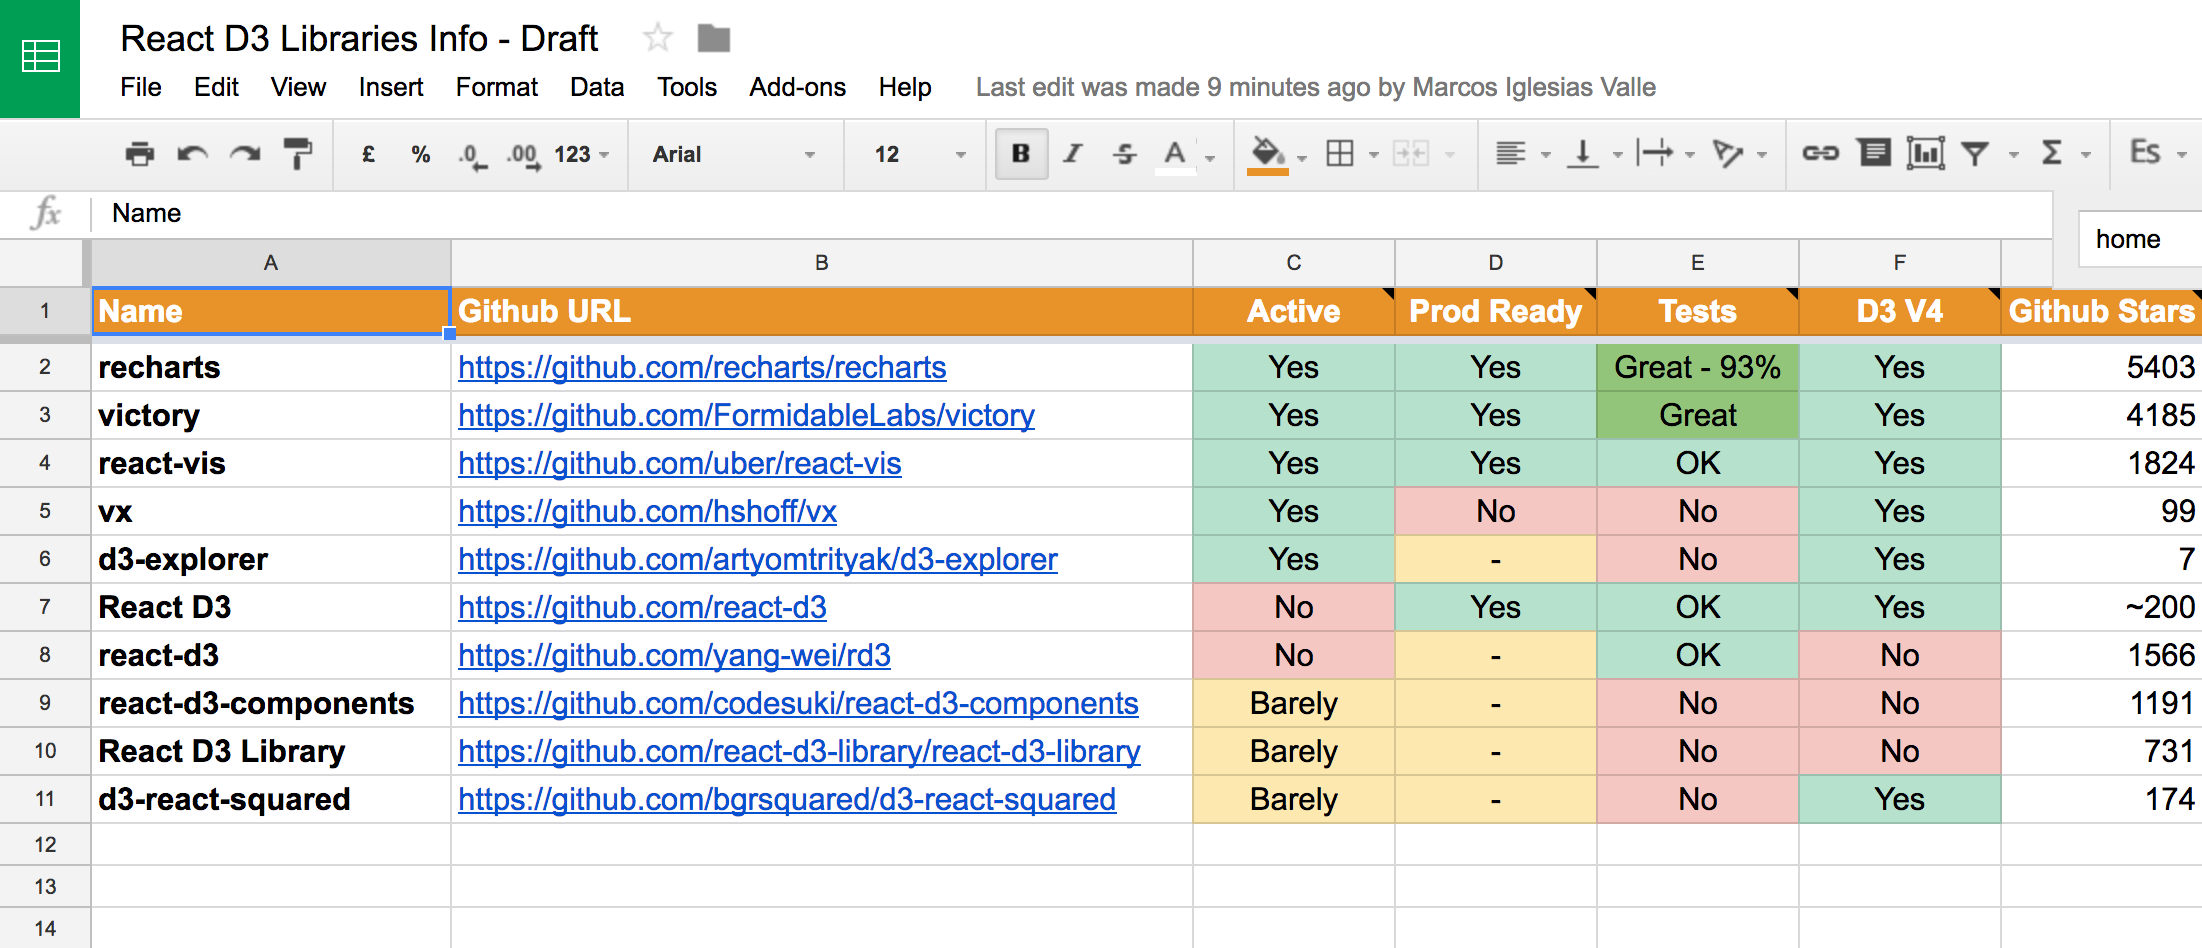 React D3 Libraries Info - Draft
File Edit View Insert Format Data Tools Add-ons Help Last edit was made 9 minutes ago by Marcos Iglesias Valle
£ % .0 .00 123 Arial 12 B I S A Σ Es
fx Name
home
A B C D E F
1 Name Github URL Active Prod Ready Tests D3 V4 Github Stars
2 recharts https://github.com/recharts/recharts Yes Yes Great - 93% Yes 5403
3 victory https://github.com/FormidableLabs/victory Yes Yes Great Yes 4185
4 react-vis https://github.com/uber/react-vis Yes Yes OK Yes 1824
5 vx https://github.com/hshoff/vx Yes No No Yes 99
6 d3-explorer https://github.com/artyomtrityak/d3-explorer Yes - No Yes 7
7 React D3 https://github.com/react-d3 No Yes OK Yes ~200
8 react-d3 https://github.com/yang-wei/rd3 No - OK No 1566
9 react-d3-components https://github.com/codesuki/react-d3-components Barely - No No 1191
10 React D3 Library https://github.com/react-d3-library/react-d3-library Barely - No No 731
11 d3-react-squared https://github.com/bgrsquared/d3-react-squared Barely - No Yes 174
12
13
14